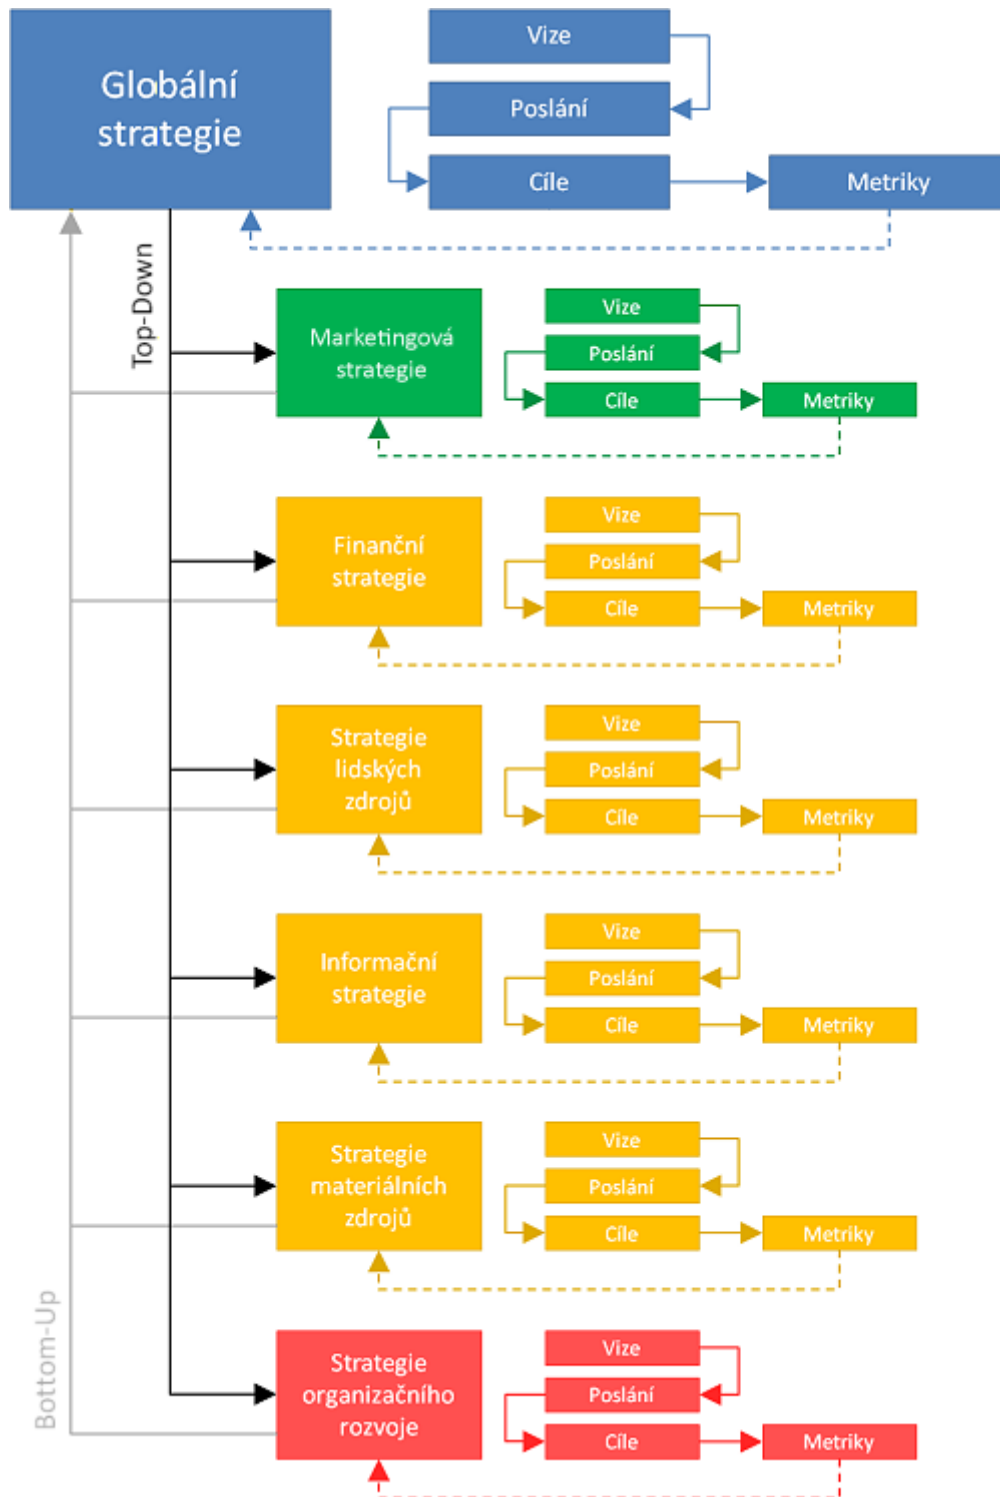 Globální
strategie
Vize
Poslání
Cíle
Metriky
Top-Down
Marketingová
strategie
Vize
Poslání
Cíle
Metriky
Finanční
strategie
Vize
Poslání
Cíle
Metriky
Strategie
lidských
zdrojů
Vize
Poslání
Cíle
Metriky
Informační
strategie
Vize
Poslání
Cíle
Metriky
Strategie
materiálních
zdrojů
Vize
Poslání
Cíle
Metriky
Bottom-Up
Strategie
organizačního
rozvoje
Vize
Poslání
Cíle
Metriky